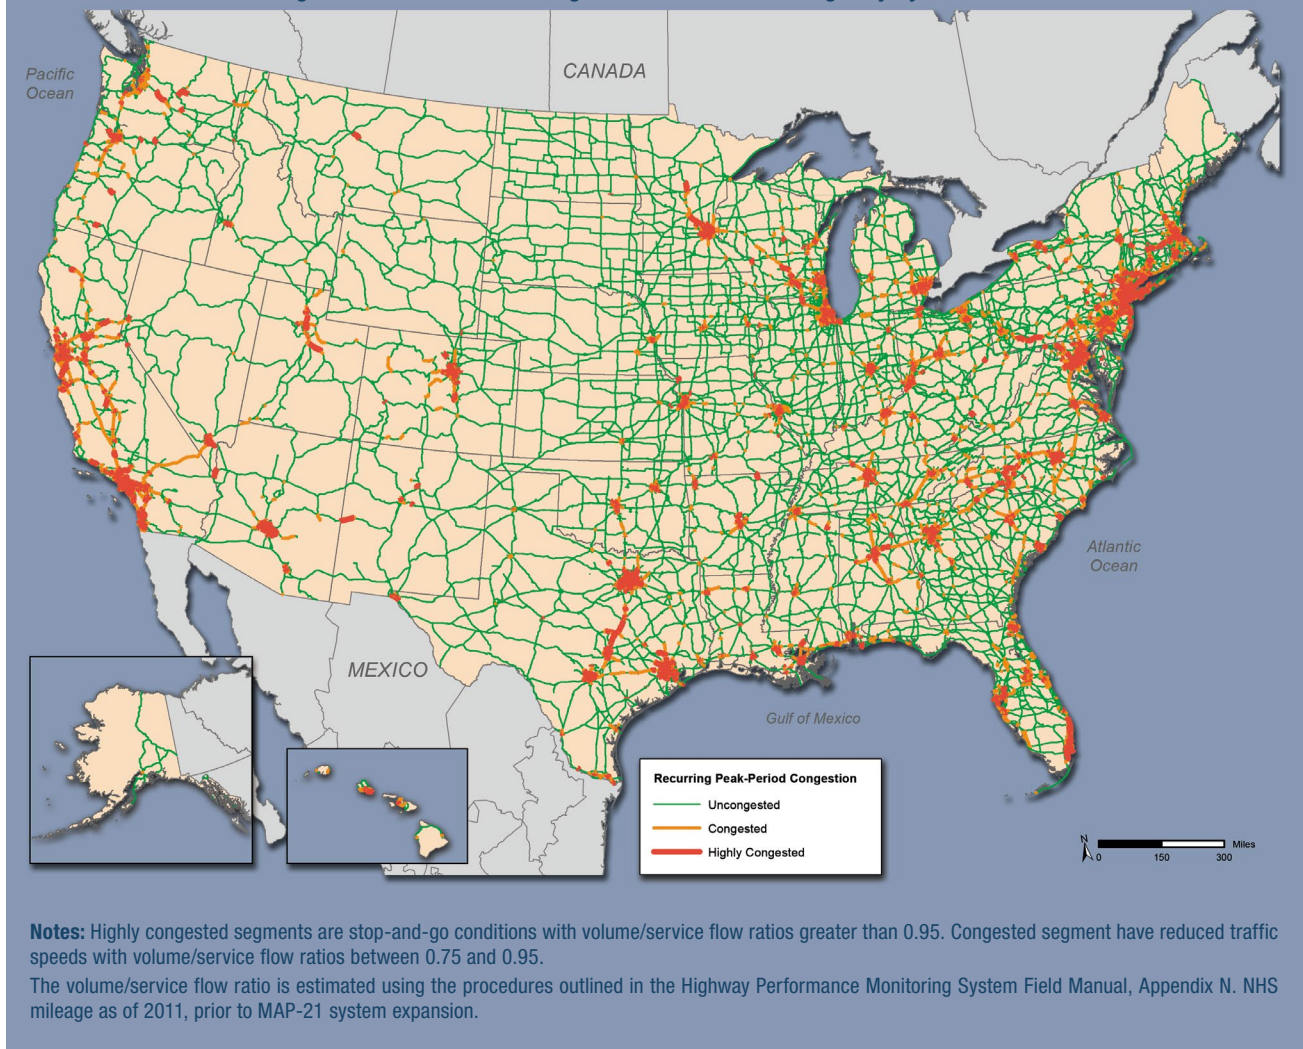 Pacific
Ocean
CANADA
Atlantic
Ocean
MEXICO
Gulf of Mexico
Recurring Peak-Period Congestion
Uncongested
Congested
Highly Congested
N
Miles
0 150 300
Notes: Highly congested segments are stop-and-go conditions with volume/service flow ratios greater than 0.95. Congested segment have reduced traffic
speeds with volume/service flow ratios between 0.75 and 0.95.
The volume/service flow ratio is estimated using the procedures outlined in the Highway Performance Monitoring System Field Manual, Appendix N. NHS
mileage as of 2011, prior to MAP-21 system expansion.